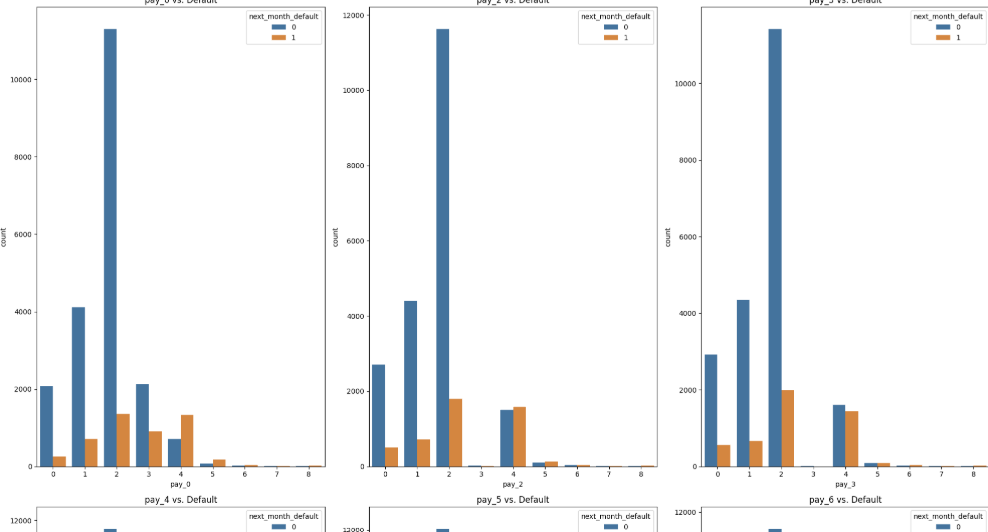 pay_0 vs. Default
pay_2 vs. Default
pay_3 vs. Default
next_month_default
0
1
next_month_default
0
1
next_month_default
0
1
10000
8000
6000
4000
2000
0
count
12000
10000
8000
6000
4000
2000
0
count
10000
8000
6000
4000
2000
0
count
0 1 2 3 4 5 6 7 8
pay_0
0 1 2 3 4 5 6 7 8
pay_2
0 1 2 3 4 5 6 7 8
pay_3
pay_4 vs. Default
pay_5 vs. Default
pay_6 vs. Default
12000
next_month_default
0
12000
next_month_default
0
12000
next_month_default
0